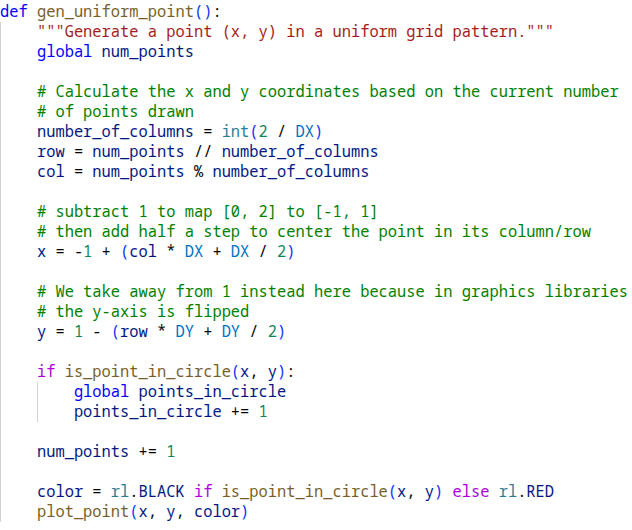 def gen_uniform_point():
    """Generate a point (x, y) in a uniform grid pattern."""
    global num_points

    # Calculate the x and y coordinates based on the current number
    # of points drawn
    number_of_columns = int(2 / DX)
    row = num_points // number_of_columns
    col = num_points % number_of_columns

    # subtract 1 to map [0, 2] to [-1, 1]
    # then add half a step to center the point in its column/row
    x = -1 + (col * DX + DX / 2)

    # We take away from 1 instead here because in graphics libraries
    # the y-axis is flipped
    y = 1 - (row * DY + DY / 2)

    if is_point_in_circle(x, y):
        global points_in_circle
        points_in_circle += 1

    num_points += 1

    color = rl.BLACK if is_point_in_circle(x, y) else rl.RED
    plot_point(x, y, color)